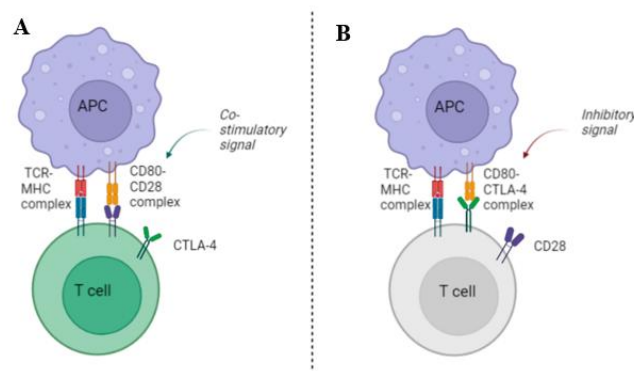 A
APC
Co-
stimulatory
signal
TCR-
MHC
complex
CD80-
CD28
complex
CTLA-4
T cell
B
APC
Inhibitory
signal
TCR-
MHC
complex
CD80-
CTLA-4
complex
CD28
T cell